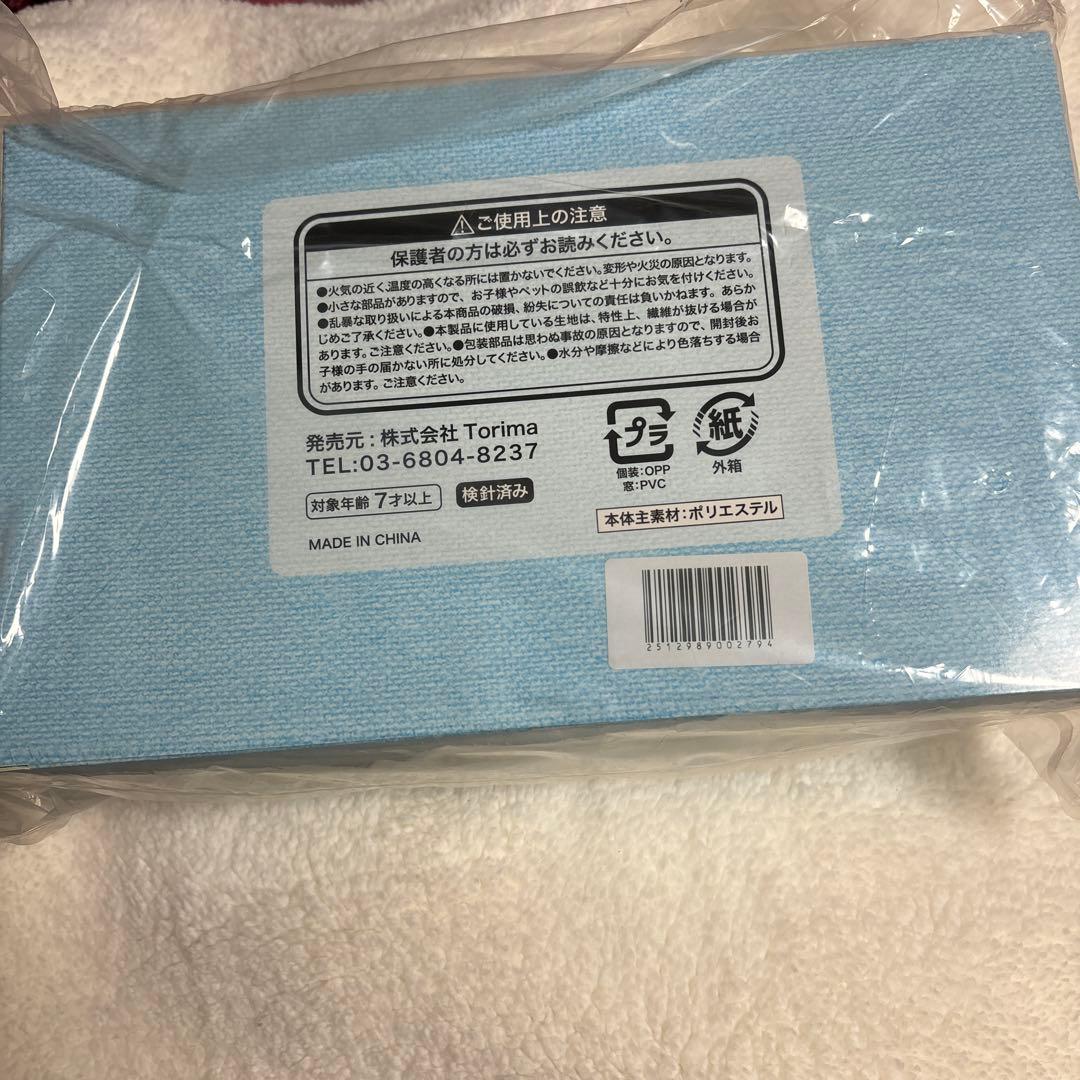 ⚠ご使用上の注意
保護者の方は必ずお読みください。
●火気の近く、温度の高くなる所には置かないでください。変形や火災の原因となります。
●小さな部品がありますので、お子様やペットの誤飲など十分にお気を付けください。
●乱暴な取り扱いによる本商品の破損、紛失についての責任は負いかねます。あらか
じめご了承ください。●本製品に使用している生地は、特性上、繊維が抜ける場合が
あります。ご注意ください。●包装部品は思わぬ事故の原因となりますので、開封後お
子様の手の届かない所に処分してください。●水分や摩擦などにより色落ちする場合
があります。ご注意ください。
発売元：株式会社 Torima
TEL:03-6804-8237
対象年齢 7才以上
検針済み
MADE IN CHINA
プラ
個装：OPP
窓：PVC
紙
外箱
本体主素材：ポリエステル
2512989002794